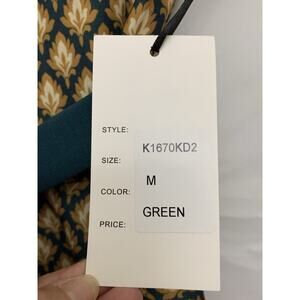 STYLE:
K1670KD2
SIZE:
M
COLOR:
GREEN
PRICE: